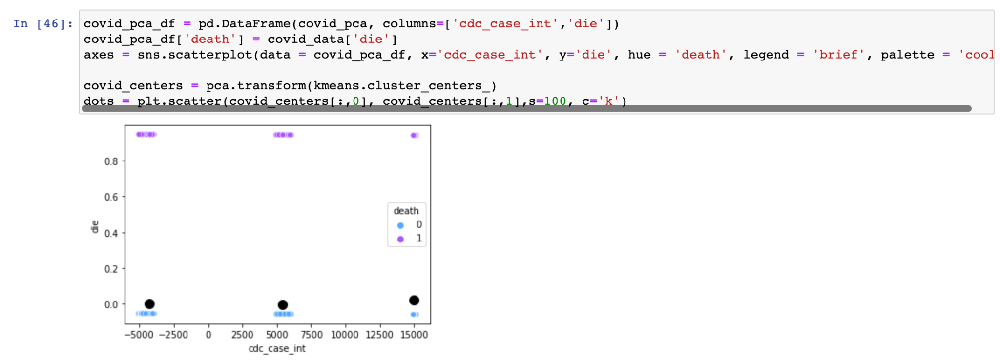 In [46]: covid_pca_df = pd.DataFrame(covid_pca, columns=['cdc_case_int','die'])
covid_pca_df['death'] = covid_data['die']
axes = sns.scatterplot(data = covid_pca_df, x='cdc_case_int', y='die', hue = 'death', legend = 'brief', palette = 'cool
covid_centers = pca.transform(kmeans.cluster_centers_)
dots = plt.scatter(covid_centers[:,0], covid_centers[:,1],s=100, c='k')
0.8
0.6
0.4
0.2
0.0
die
death
0
1
−5000 −2500 0 2500 5000 7500 10000 12500 15000
cdc_case_int